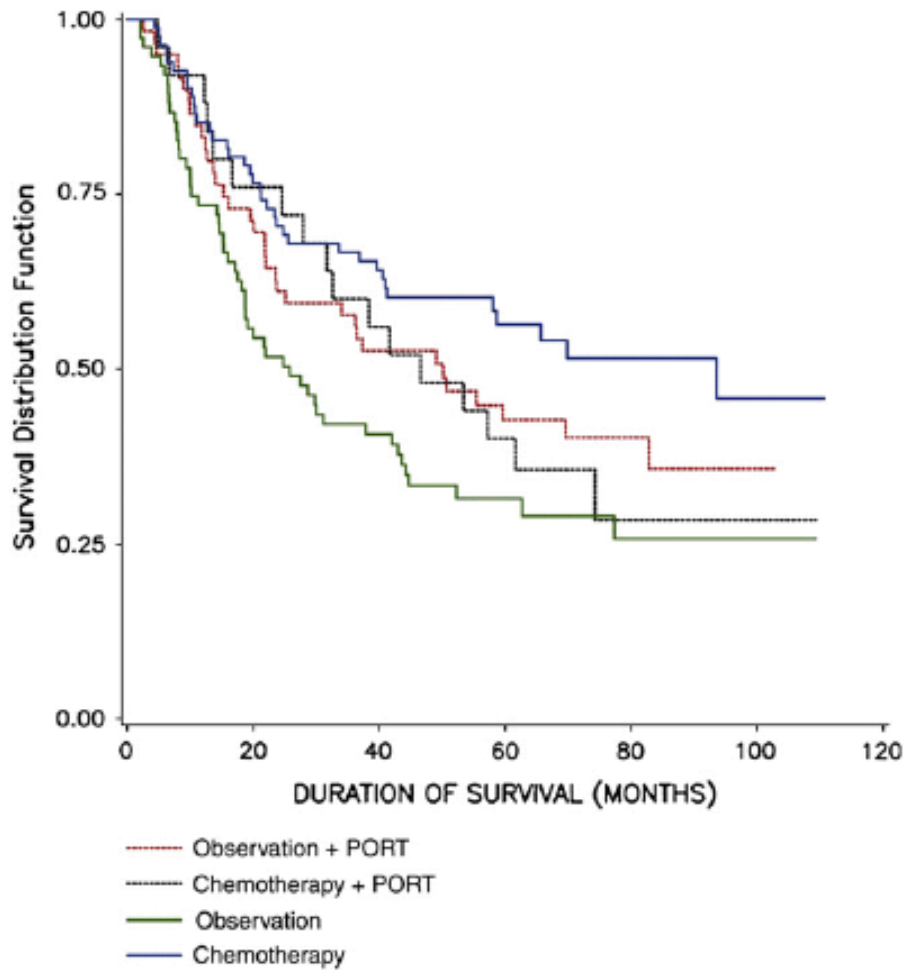 1.00
0.75
0.50
0.25
0.00
Survival Distribution Function
0 20 40 60 80 100 120
DURATION OF SURVIVAL (MONTHS)
Observation + PORT
Chemotherapy + PORT
Observation
Chemotherapy